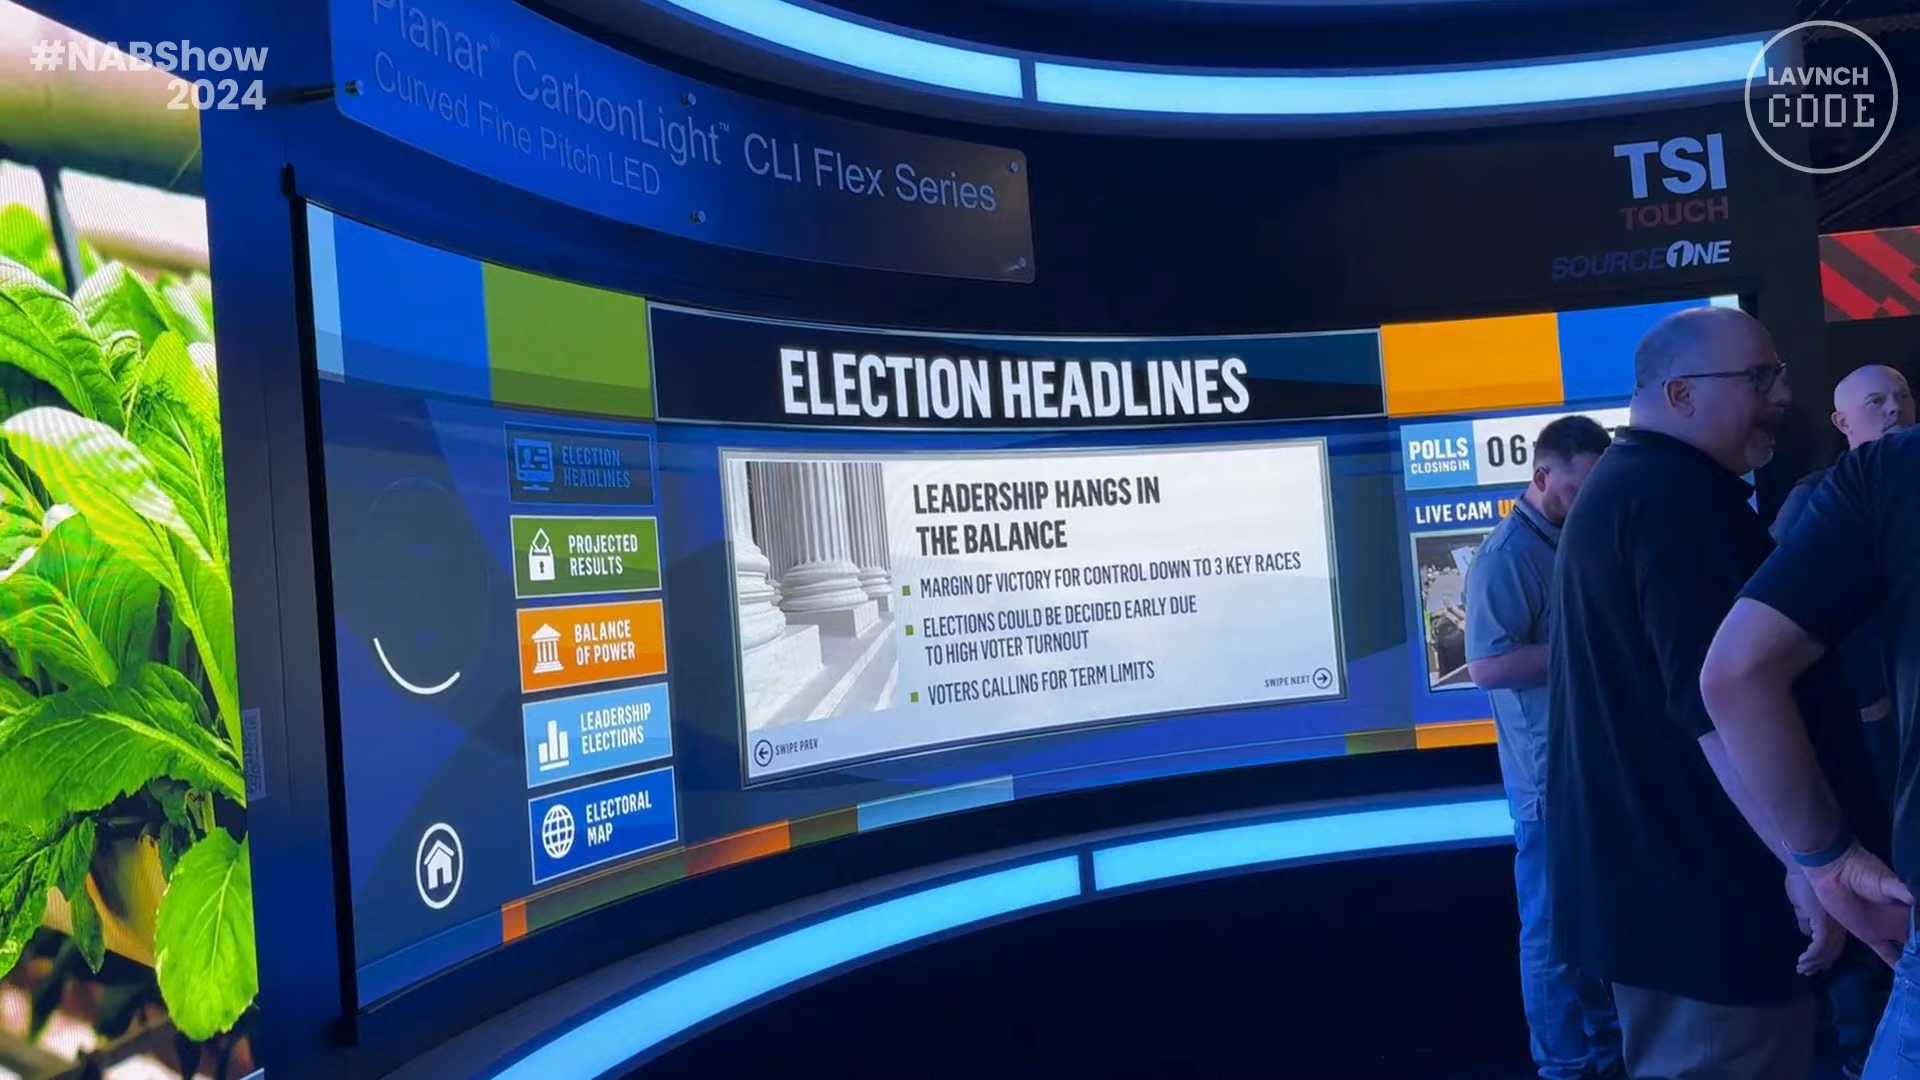 #NABShow
2024
LAVNCH
CODE
Planar® CarbonLight™ CLI Flex Series
Curved Fine Pitch LED
TSI
TOUCH
SOURCE1NE
ELECTION HEADLINES
ELECTION
HEADLINES
PROJECTED
RESULTS
BALANCE
OF POWER
LEADERSHIP
ELECTIONS
ELECTORAL
MAP
LEADERSHIP HANGS IN
THE BALANCE
MARGIN OF VICTORY FOR CONTROL DOWN TO 3 KEY RACES
ELECTIONS COULD BE DECIDED EARLY DUE
TO HIGH VOTER TURNOUT
VOTERS CALLING FOR TERM LIMITS
SWIPE PREV
SWIPE NEXT
POLLS
CLOSING IN
06
LIVE CAM